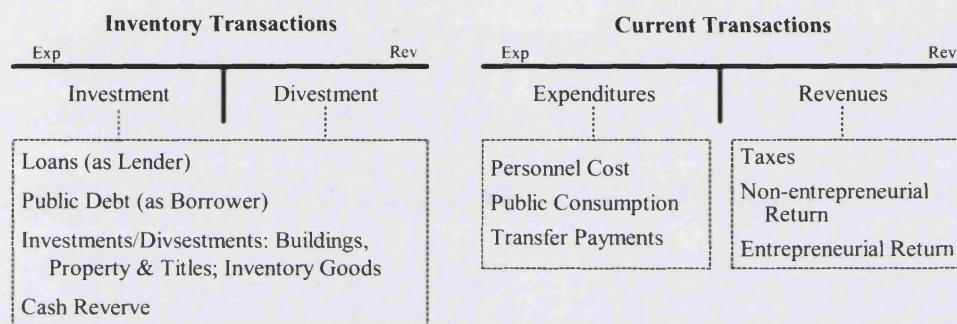 Inventory Transactions
Exp Rev
Investment Divestment
Loans (as Lender)
Public Debt (as Borrower)
Investments/Divsestments: Buildings,
Property & Titles; Inventory Goods
Cash Reverve
Current Transactions
Exp Rev
Expenditures Revenues
Personnel Cost
Public Consumption
Transfer Payments
Taxes
Non-entrepreneurial
Return
Entrepreneurial Return